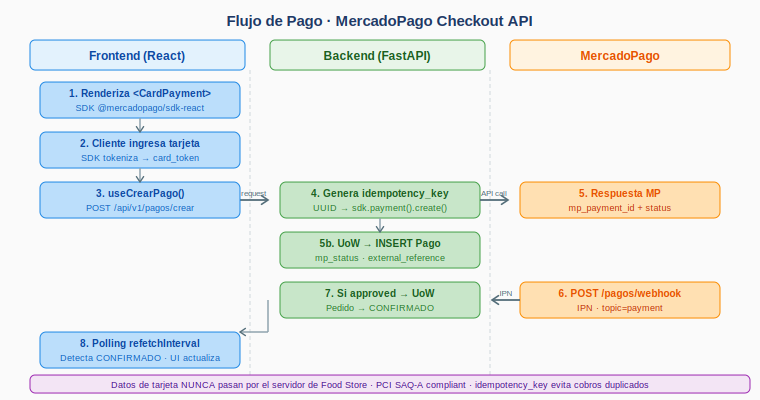 Flujo de Pago · MercadoPago Checkout API
Frontend (React)
Backend (FastAPI)
MercadoPago
1. Renderiza <CardPayment>
SDK @mercadopago/sdk-react
2. Cliente ingresa tarjeta
SDK tokeniza → card_token
3. useCrearPago()
POST /api/v1/pagos/crear
request
4. Genera idempotency_key
UUID → sdk.payment().create()
API call
5. Respuesta MP
mp_payment_id + status
5b. UoW → INSERT Pago
mp_status · external_reference
6. POST /pagos/webhook
IPN · topic=payment
IPN
7. Si approved → UoW
Pedido → CONFIRMADO
8. Polling refetchInterval
Detecta CONFIRMADO · UI actualiza
Datos de tarjeta NUNCA pasan por el servidor de Food Store · PCI SAQ-A compliant · idempotency_key evita cobros duplicados